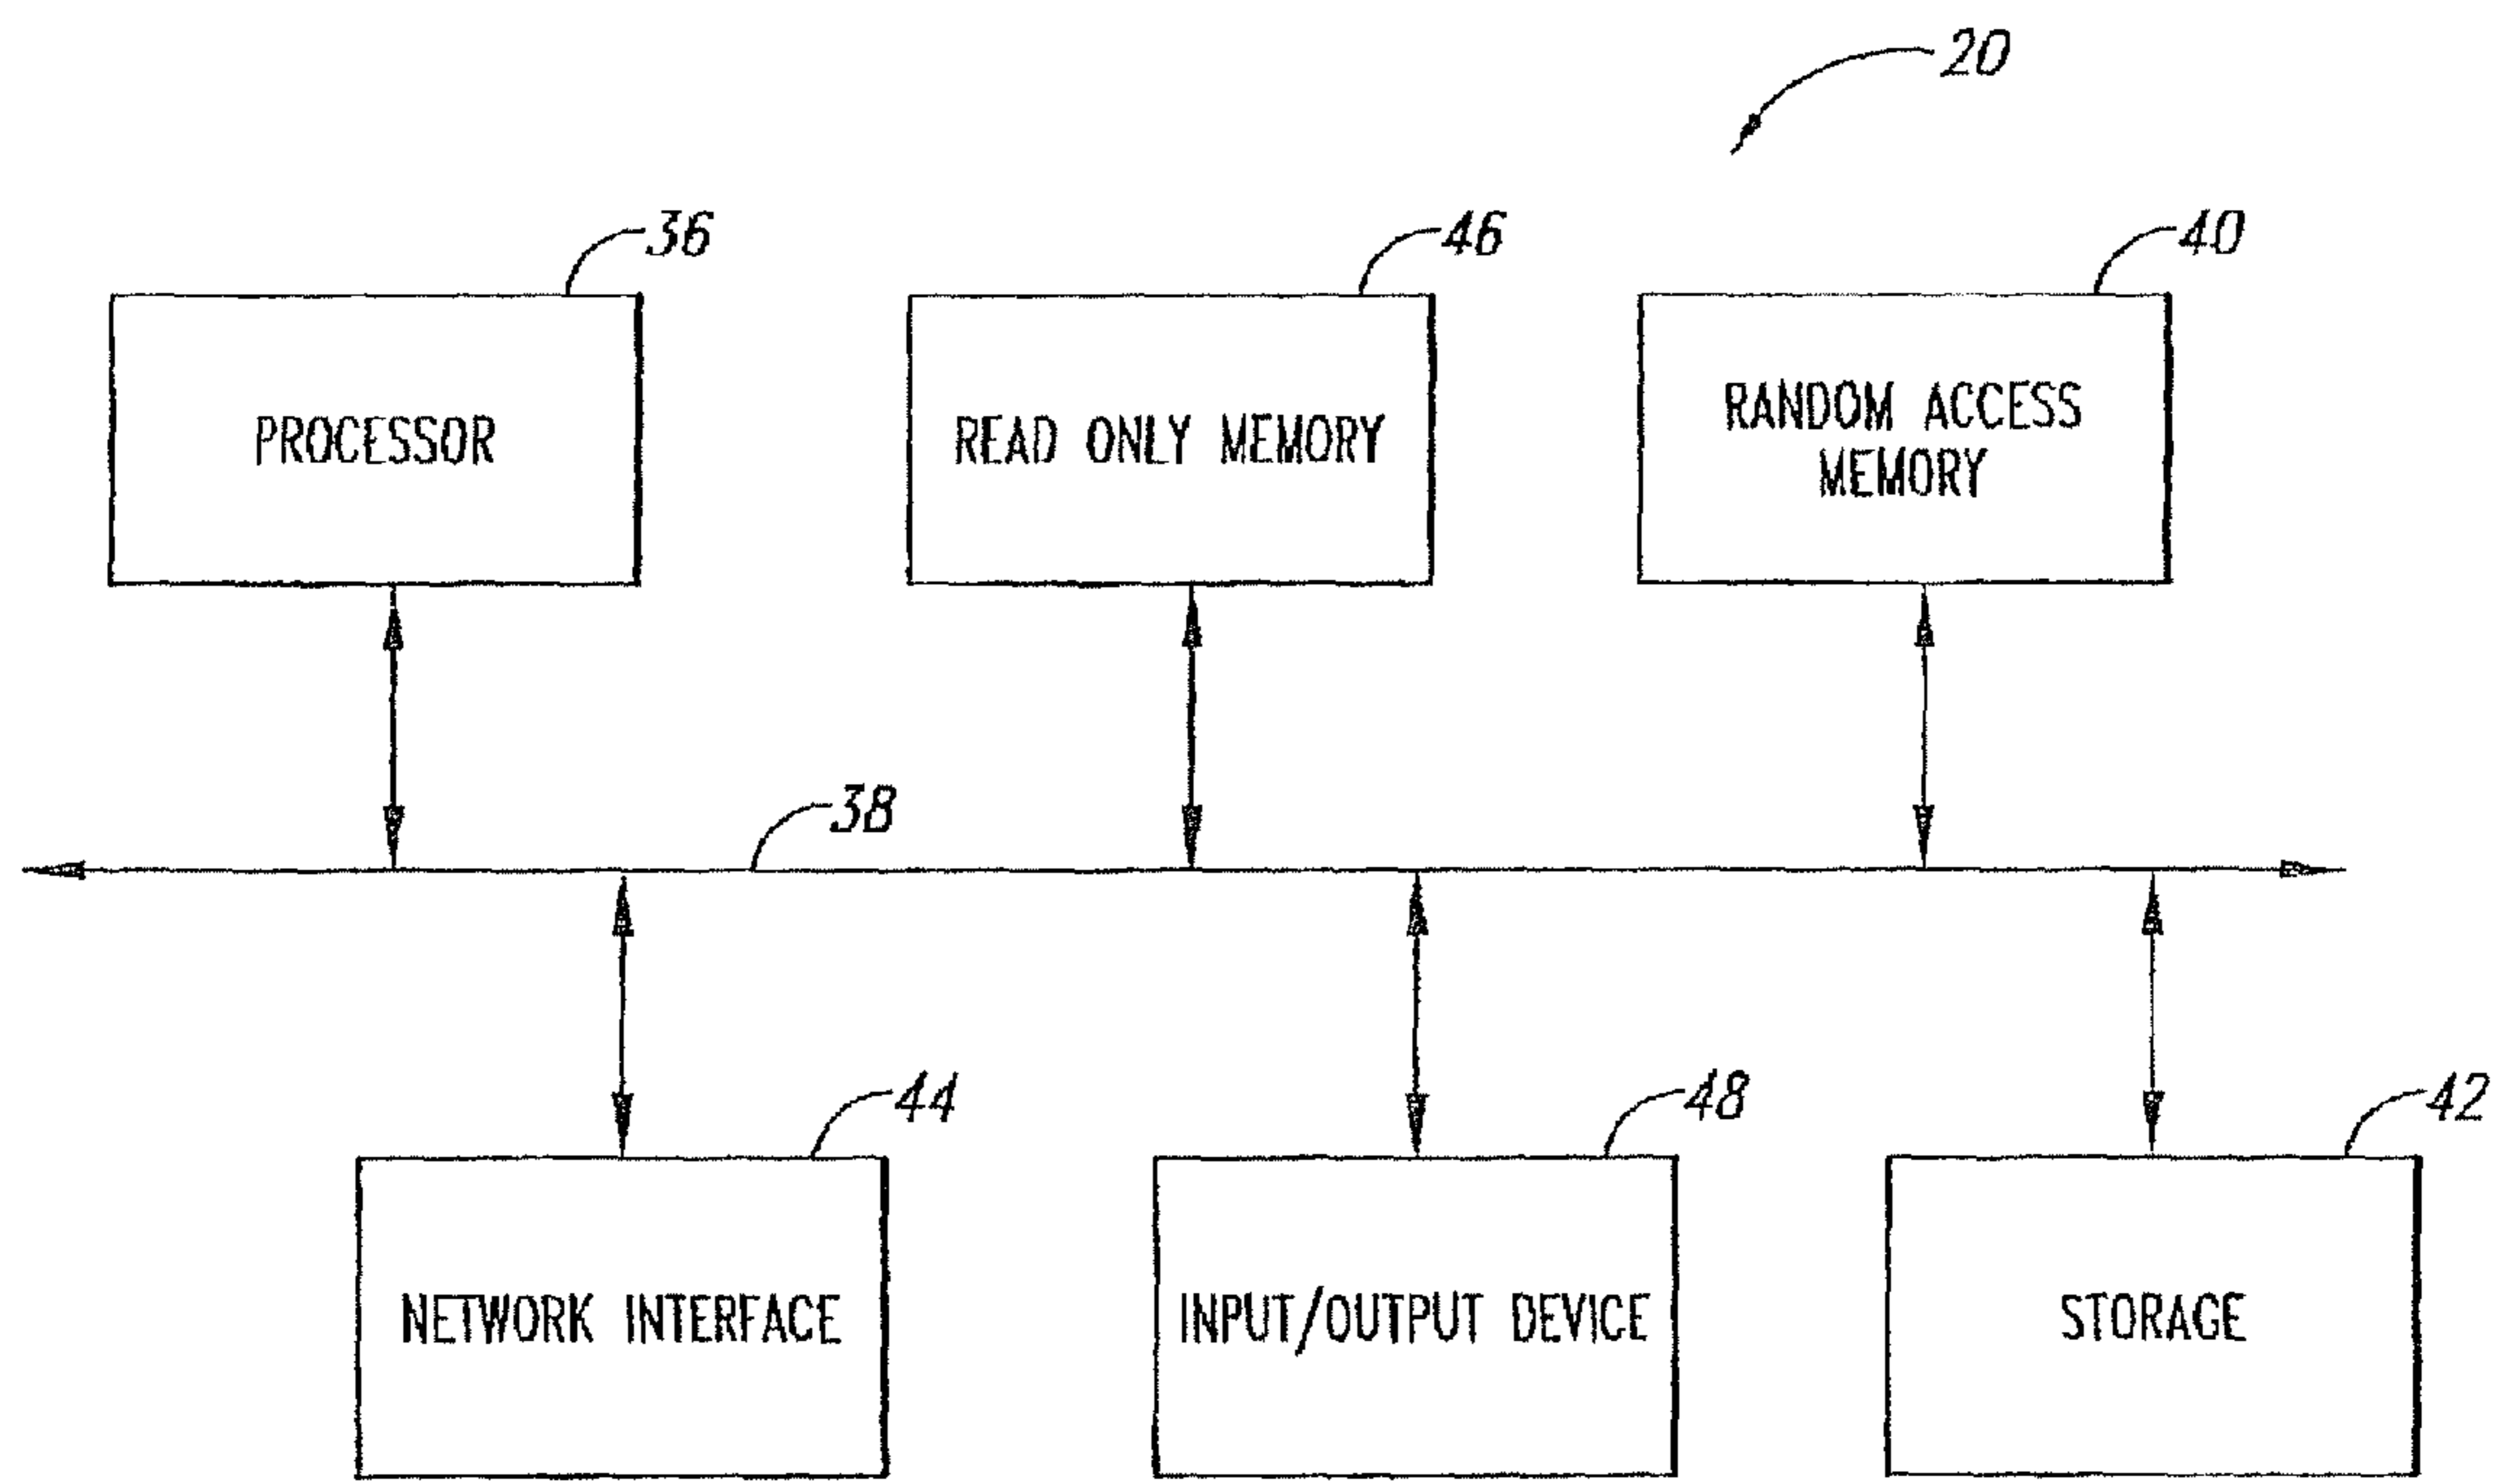 20
36
46
40
PROCESSOR
READ ONLY MEMORY
RANDOM ACCESS
MEMORY
38
44
48
42
NETWORK INTERFACE
INPUT/OUTPUT DEVICE
STORAGE